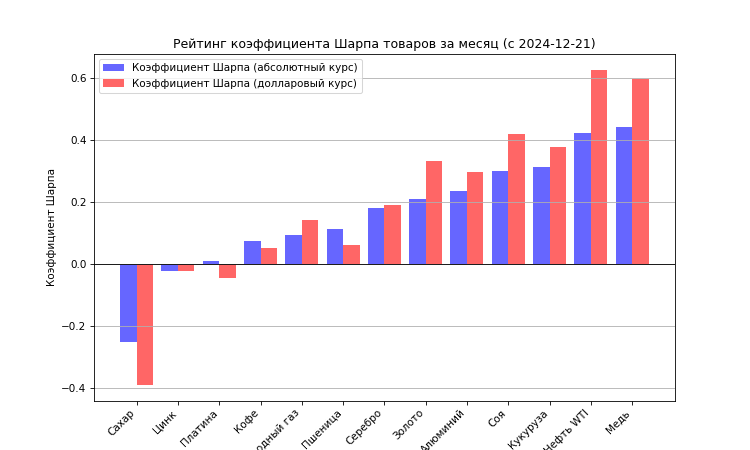 Рейтинг коэффициента Шарпа товаров за месяц (с 2024-12-21)
Коэффициент Шарпа (абсолютный курс)
Коэффициент Шарпа (долларовый курс)
Коэффициент Шарпа
0.6
0.4
0.2
0.0
−0.2
−0.4
Сахар
Цинк
Платина
Кофе
одный газ
Пшеница
Серебро
Золото
Алюминий
Соя
Кукуруза
Нефть WTI
Медь